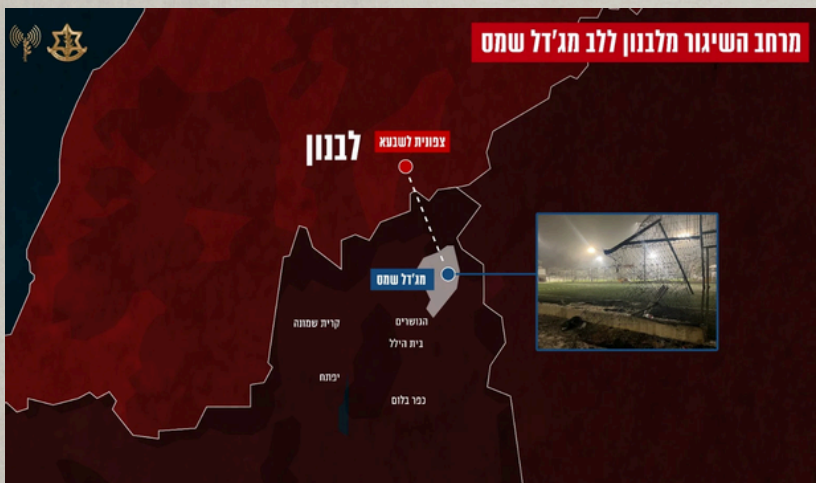 מרחב השיגור מלבנון ללב מג'דל שמס
צפונית לשבעא
לבנון
מג'דל שמס
הגושרים
קרית שמונה
בית הילל
יפתח
כפר בלום